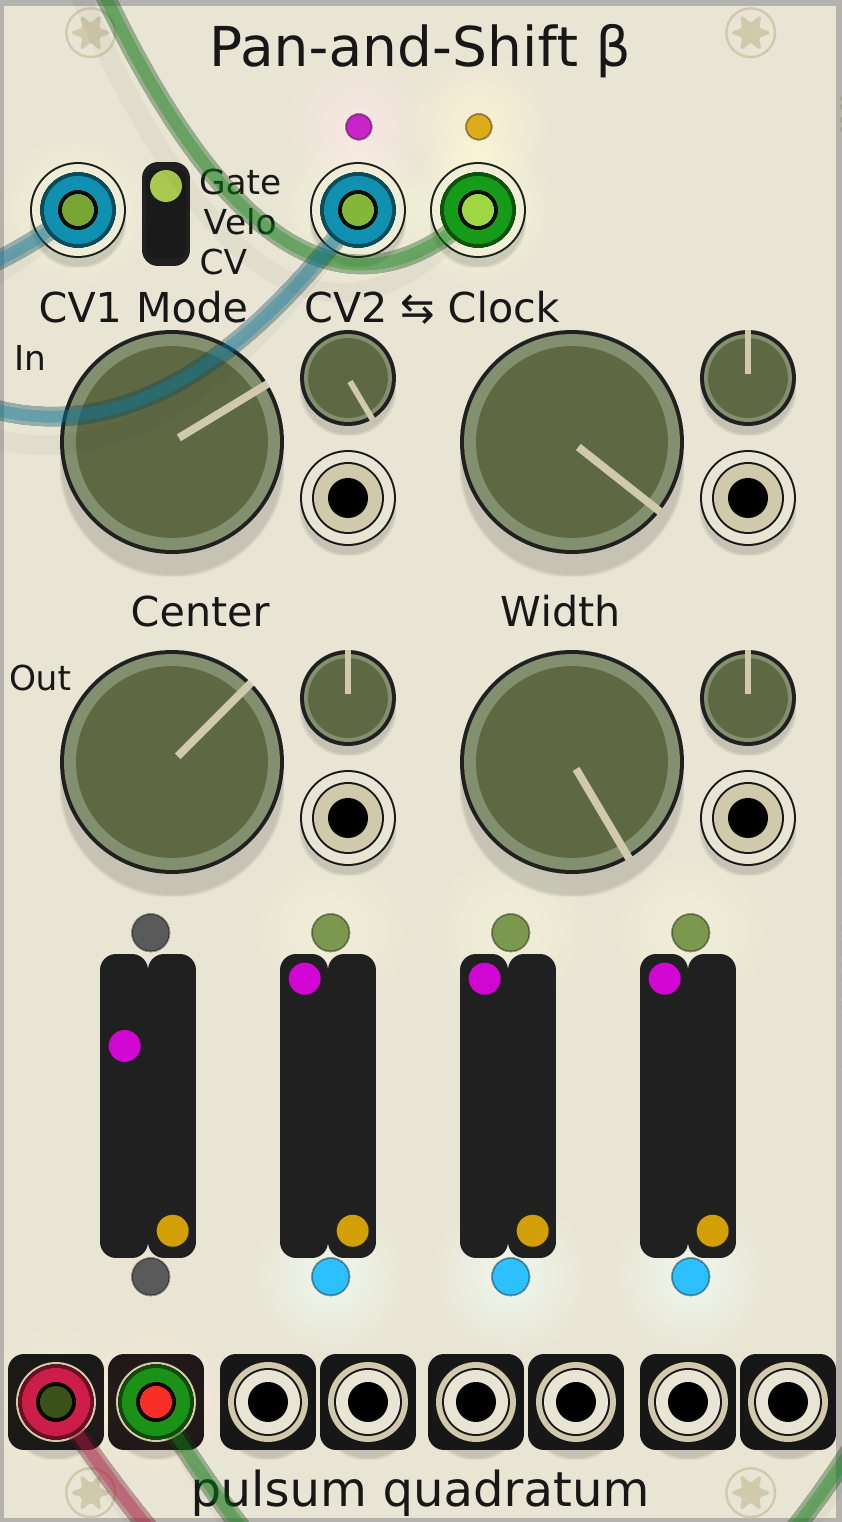 Pan-and-Shift β
Gate
Velo
CV
CV1 Mode
CV2 ⇆ Clock
In
Center
Width
Out
pulsum quadratum